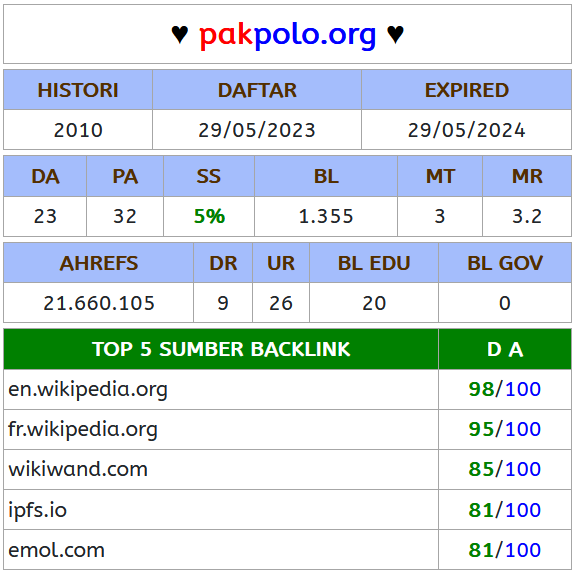 ♥ pakpolo.org ♥
HISTORI DAFTAR EXPIRED
2010 29/05/2023 29/05/2024
DA PA SS BL MT MR
23 32 5% 1.355 3 3.2
AHREFS DR UR BL EDU BL GOV
21.660.105 9 26 20 0
TOP 5 SUMBER BACKLINK D A
en.wikipedia.org 98/100
fr.wikipedia.org 95/100
wikiwand.com 85/100
ipfs.io 81/100
emol.com 81/100